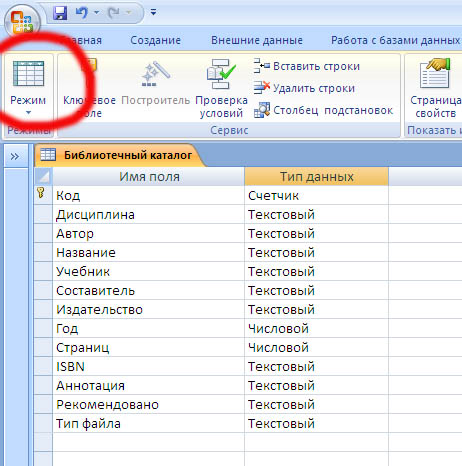 Главная Создание Внешние данные Работа с базами данных
Режим
Ключевое поле
Построитель
Проверка условий
Вставить строки
Удалить строки
Столбец подстановок
Страница свойств
Режимы
Сервис
Показать и
Библиотечный каталог
Имя поля Тип данных
Код Счетчик
Дисциплина Текстовый
Автор Текстовый
Название Текстовый
Учебник Текстовый
Составитель Текстовый
Издательство Текстовый
Год Числовой
Страниц Числовой
ISBN Текстовый
Аннотация Текстовый
Рекомендовано Текстовый
Тип файла Текстовый